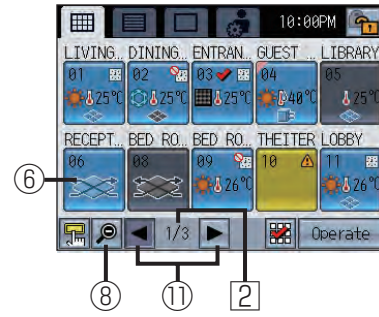 10:00PM
LIVING... DINING... ENTRAN... GUEST ... LIBRARY
01 02 03 04 05
25℃ 25℃ 25℃ 40℃ 25℃
RECEPT... BED RO... BED RO... THEITER LOBBY
06 08 09 10 11
26℃ 26℃
⑥
1/3 Operate
⑧ ⑪ 2